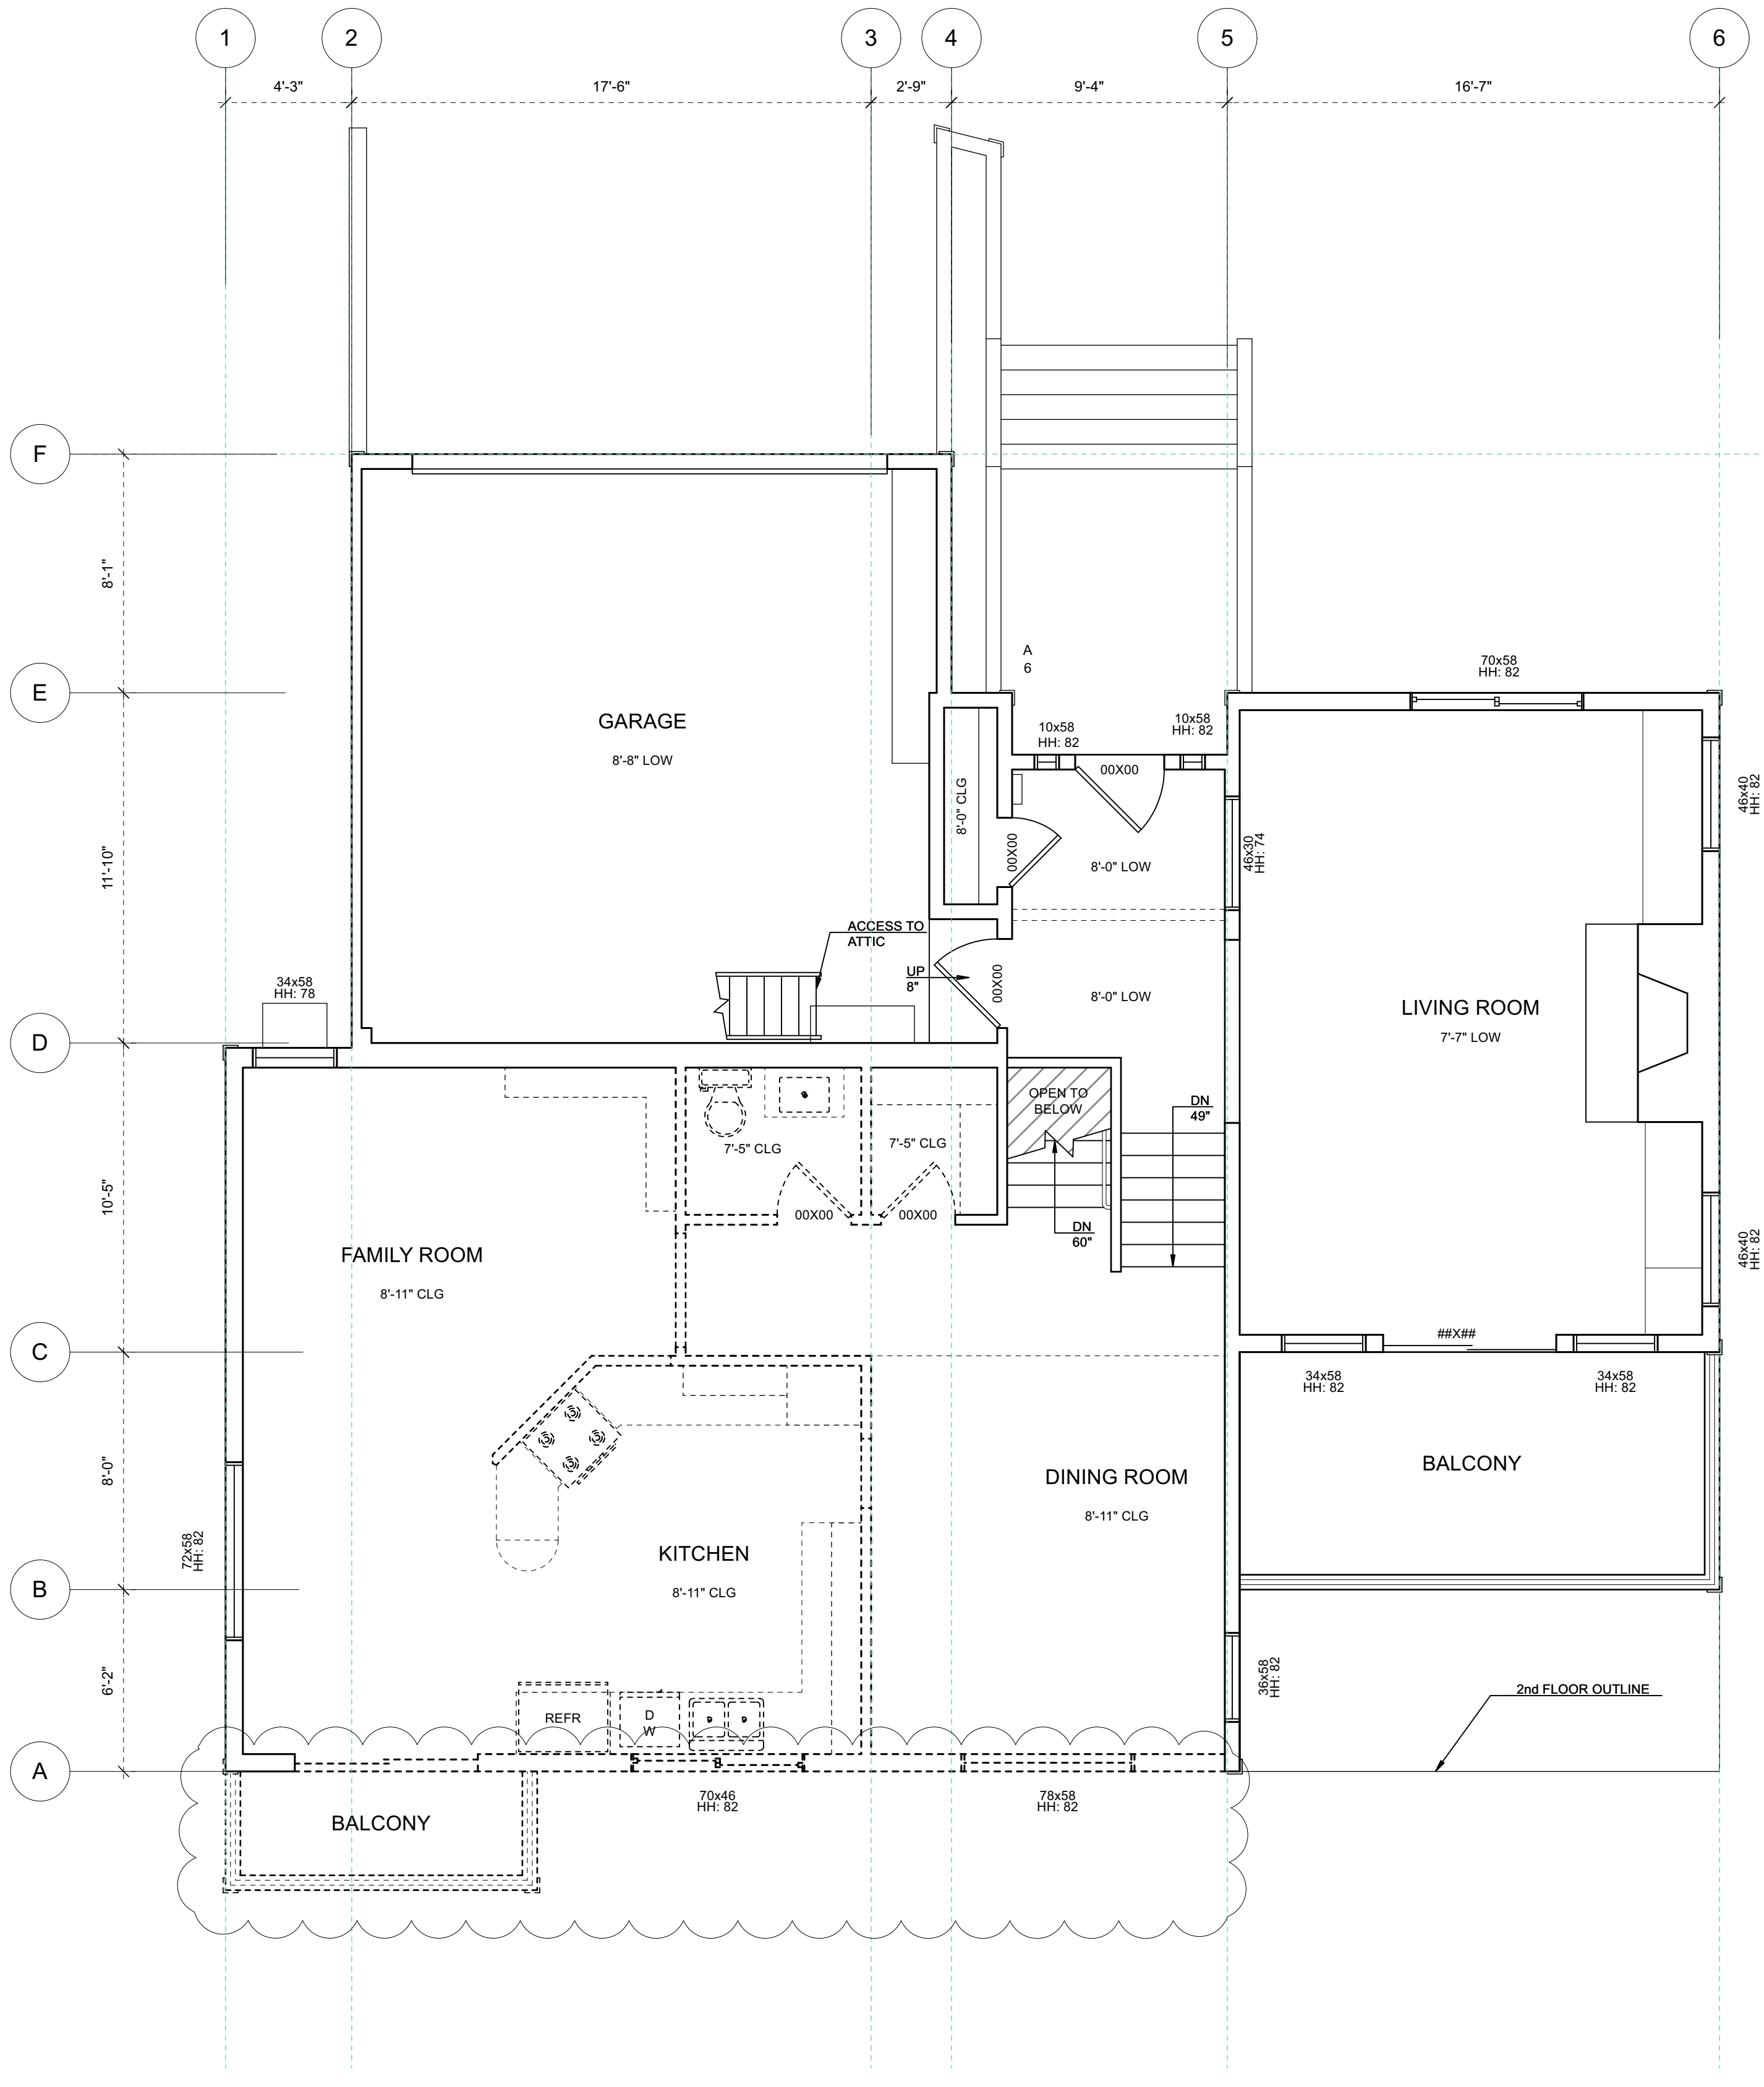 1 2 3 4 5 6
4'-3" 17'-6" 2'-9" 9'-4" 16'-7"
F
8'-1"
A
6
E
70x58
HH: 82
GARAGE
8'-8" LOW
10x58
HH: 82
10x58
HH: 82
00X00
46x40
HH: 82
8'-0" CLG
00X00
8'-0" LOW
46x30
HH: 74
11'-10"
ACCESS TO
ATTIC
UP
8"
00X00
8'-0" LOW
34x58
HH: 78
LIVING ROOM
7'-7" LOW
D
OPEN TO
BELOW
DN
49"
7'-5" CLG
7'-5" CLG
10'-5"
00X00
00X00
DN
60"
FAMILY ROOM
8'-11" CLG
46x40
HH: 82
##X##
C
34x58
HH: 82
34x58
HH: 82
8'-0"
BALCONY
DINING ROOM
8'-11" CLG
72x58
HH: 82
KITCHEN
8'-11" CLG
B
6'-2"
36x58
HH: 82
2nd FLOOR OUTLINE
REFR
D
W
A
70x46
HH: 82
78x58
HH: 82
BALCONY